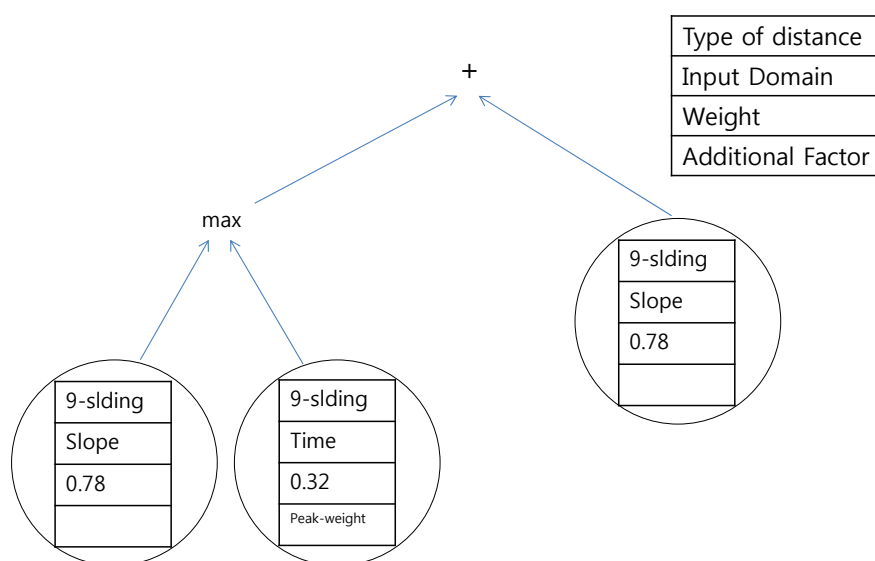 +
Type of distance
Input Domain
Weight
Additional Factor
max
9-slding
Slope
0.78
9-slding
Slope
0.78
9-slding
Time
0.32
Peak-weight